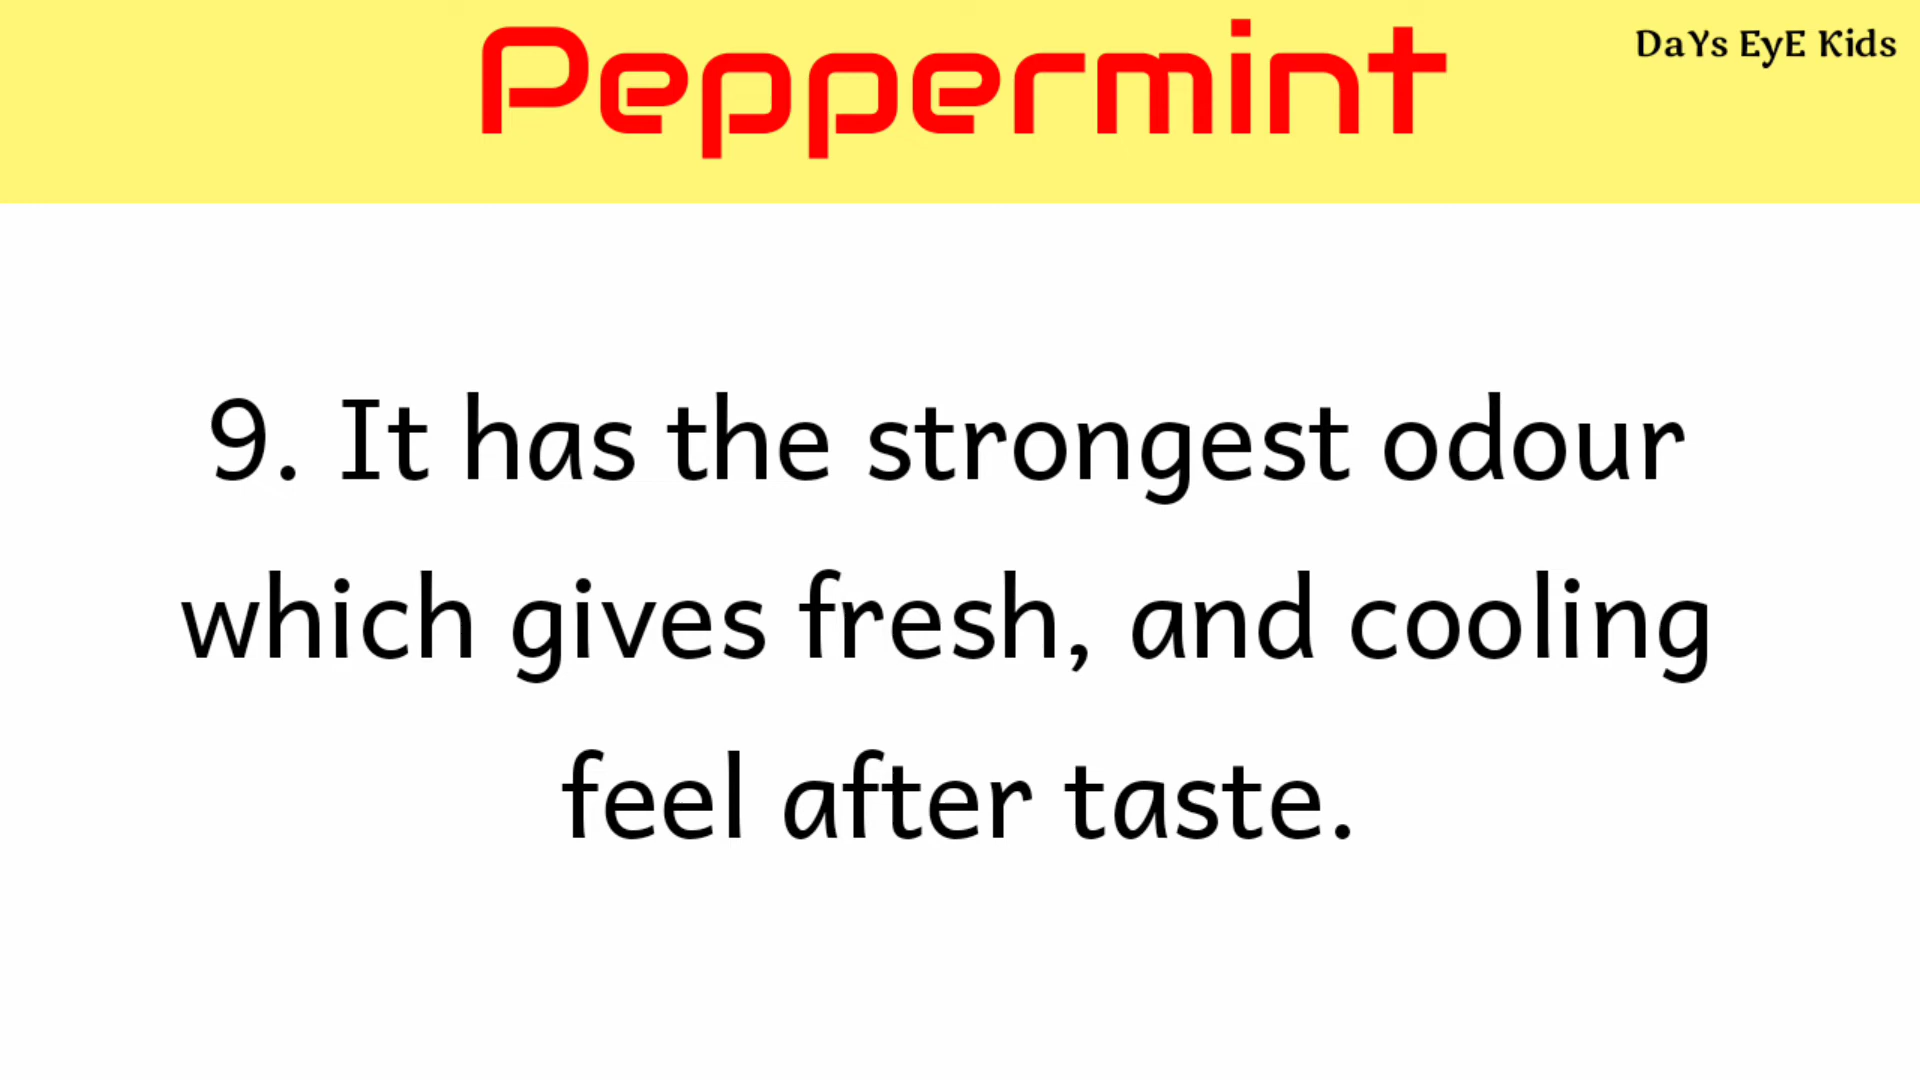 Peppermint
DaYs EyE Kids
9. It has the strongest odour
which gives fresh, and cooling
feel after taste.